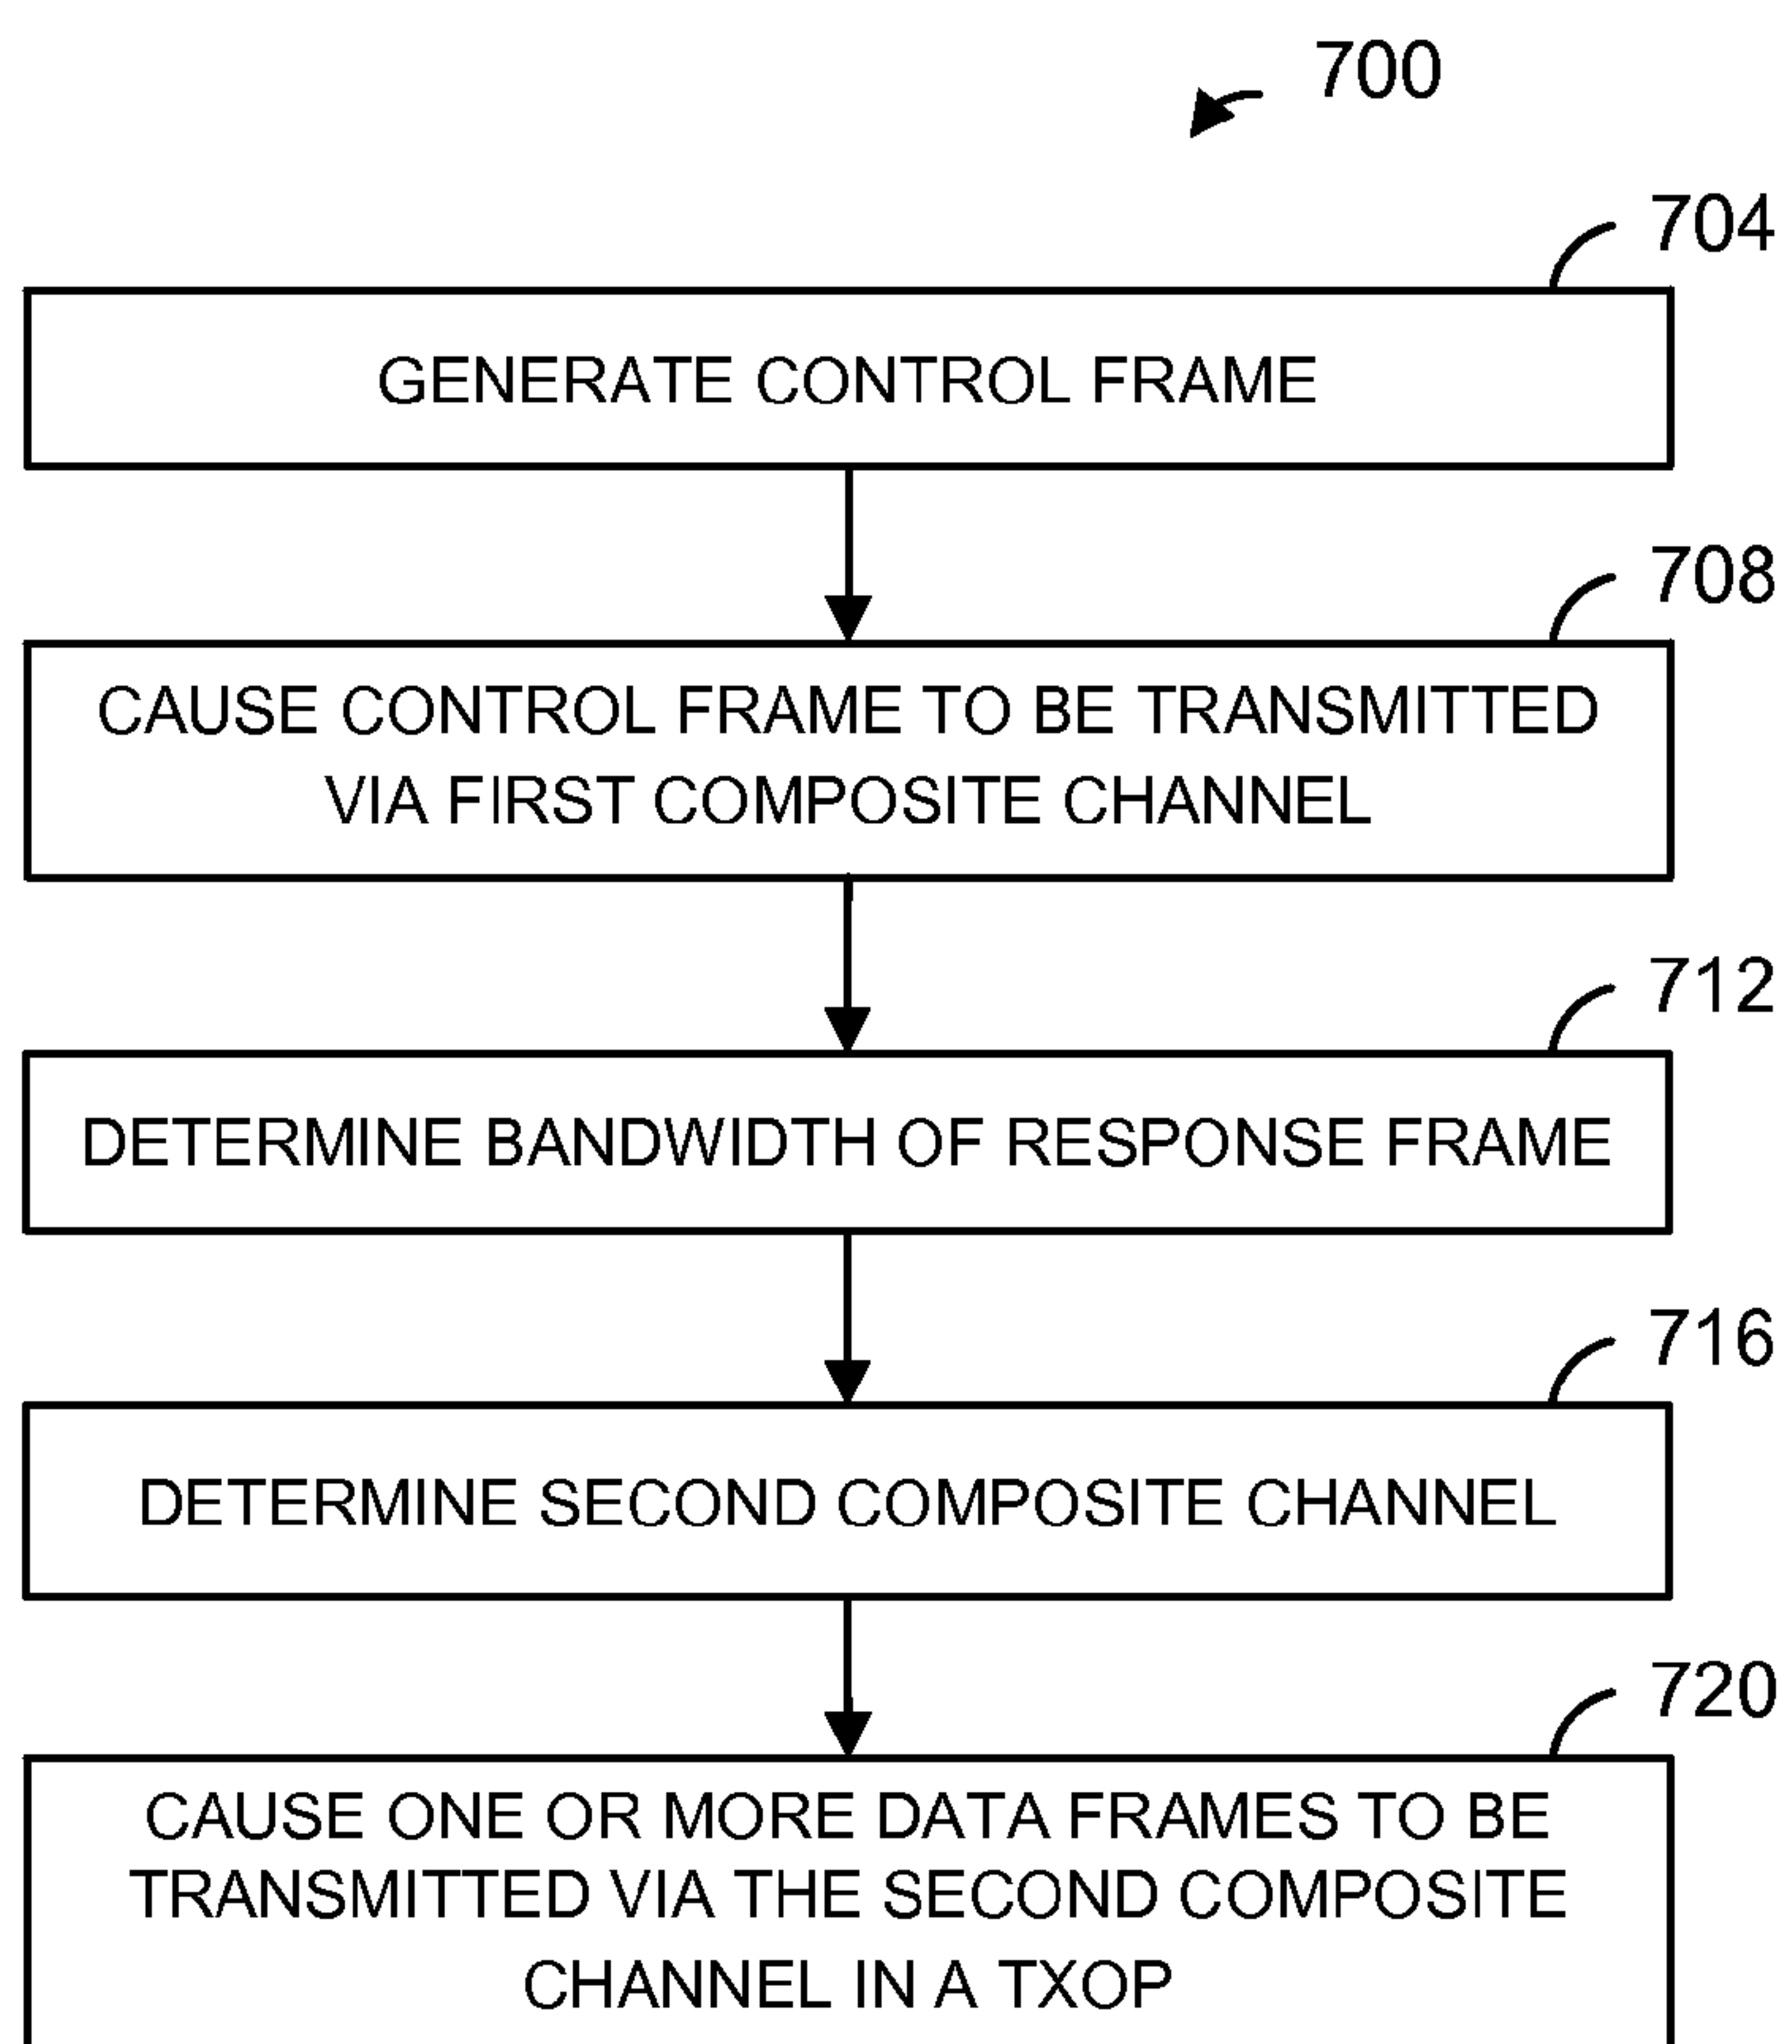 700
704
GENERATE CONTROL FRAME
708
CAUSE CONTROL FRAME TO BE TRANSMITTED
VIA FIRST COMPOSITE CHANNEL
712
DETERMINE BANDWIDTH OF RESPONSE FRAME
716
DETERMINE SECOND COMPOSITE CHANNEL
720
CAUSE ONE OR MORE DATA FRAMES TO BE
TRANSMITTED VIA THE SECOND COMPOSITE
CHANNEL IN A TXOP